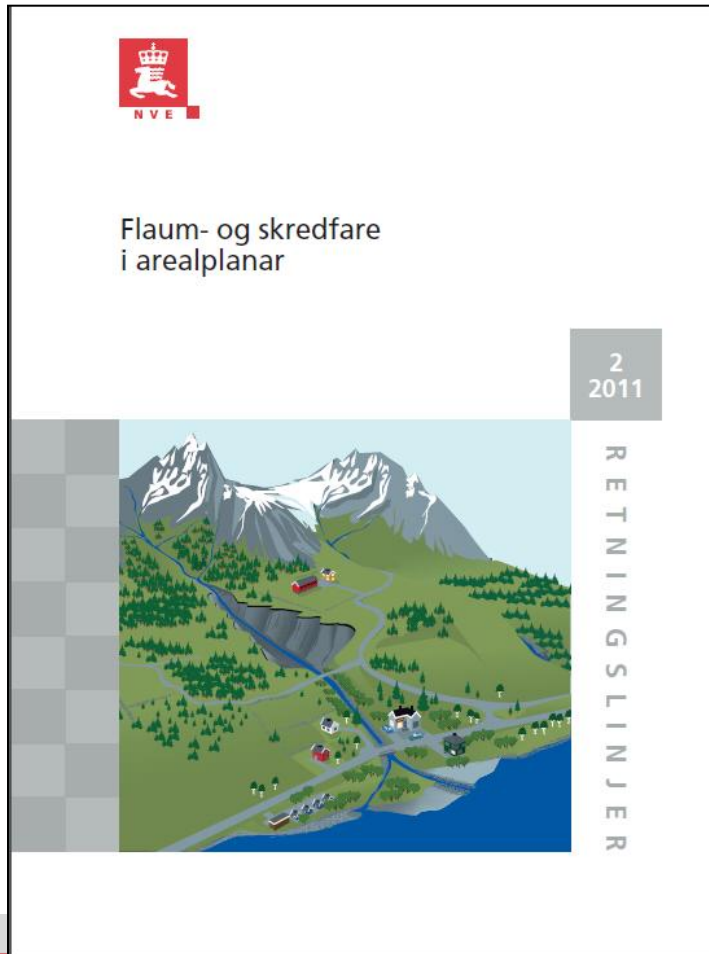 NVE
Flaum- og skredfare
i arealplanar
2
2011
RETNINGSLINJER